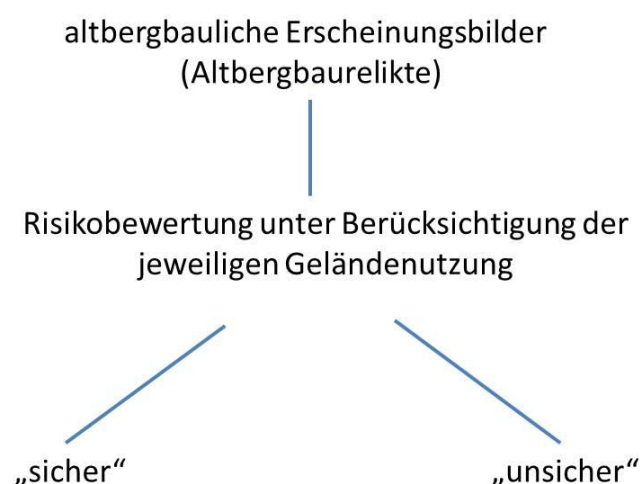 altbergbauliche Erscheinungsbilder
(Altbergbaurelikte)
Risikobewertung unter Berücksichtigung der
jeweiligen Geländenutzung
„sicher“
„unsicher“